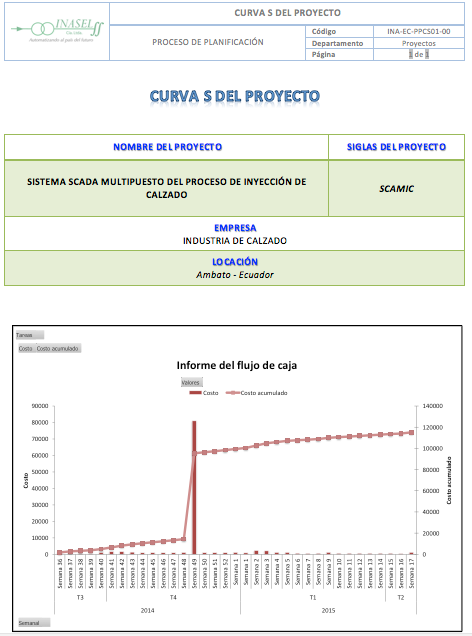 INASEL
Cia. Ltda.
Automatizando el país del futuro
CURVA S DEL PROYECTO
PROCESO DE PLANIFICACIÓN
Código INA-EC-PPCS01-00
Departamento Proyectos
Página 1 de 1
CURVA S DEL PROYECTO
NOMBRE DEL PROYECTO SIGLAS DEL PROYECTO
SISTEMA SCADA MULTIPUESTO DEL PROCESO DE INYECCIÓN DE
CALZADO
SCAMIC
EMPRESA
INDUSTRIA DE CALZADO
LOCACIÓN
Ambato - Ecuador
Tareas
Costo Costo acumulado
Informe del flujo de caja
Valores
Costo Costo acumulado
90000
80000
70000
60000
50000
40000
30000
20000
10000
0
Costo
140000
120000
100000
80000
60000
40000
20000
0
Costo acumulado
Semana 36
Semana 37
Semana 38
Semana 39
Semana 40
Semana 41
Semana 42
Semana 43
Semana 44
Semana 45
Semana 46
Semana 47
Semana 48
Semana 49
Semana 50
Semana 51
Semana 52
Semana 1
Semana 1
Semana 2
Semana 3
Semana 4
Semana 5
Semana 6
Semana 7
Semana 8
Semana 9
Semana 10
Semana 11
Semana 12
Semana 13
Semana 14
Semana 15
Semana 16
Semana 17
T3 T4 T1 T2
2014 2015
Semanal